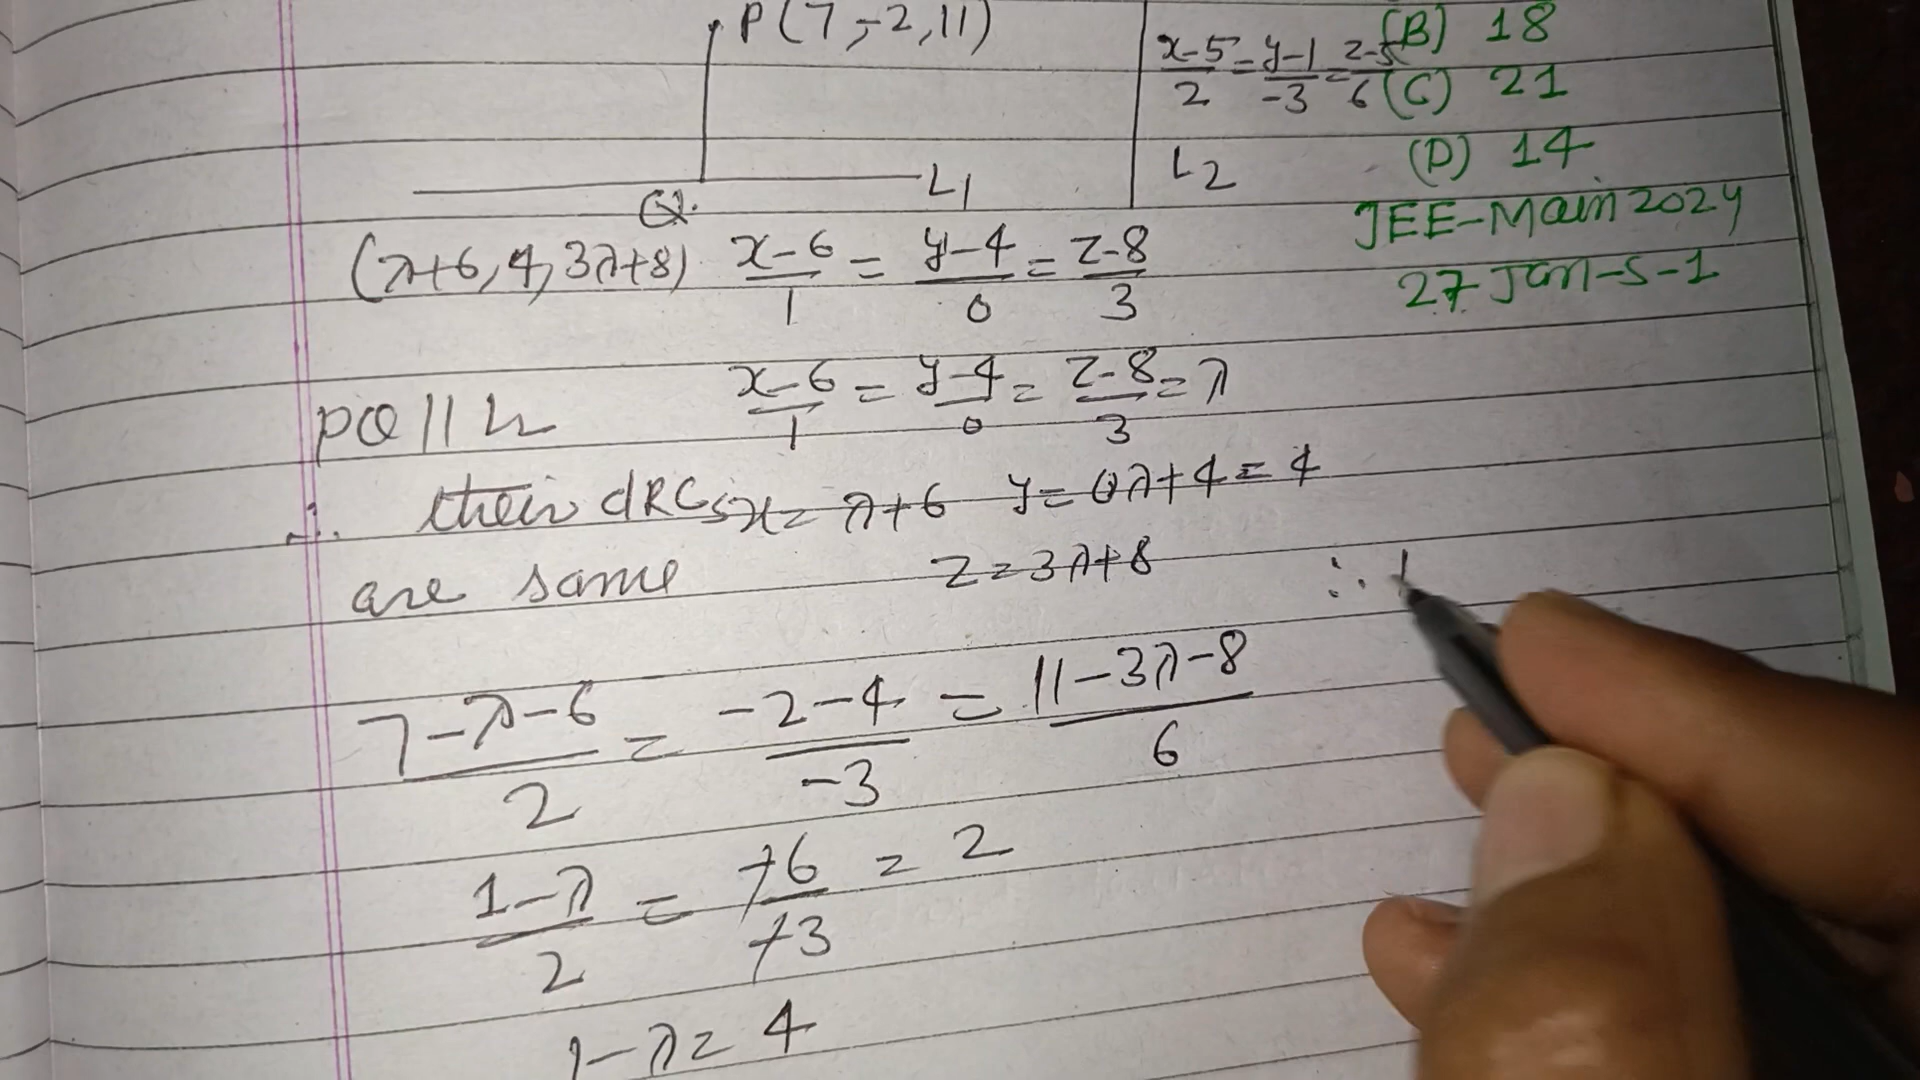 P(7,-2,11)
x-5/2 = y-1/-3 = z-5/6
(B) 18
(C) 21
L1
L2
(D) 14
Q.
JEE-Main 2024
(λ+6,4,3λ+8) x-6/1 = y-4/0 = z-8/3
27 Jan-S-1
x-6/1 = y-4/0 = z-8/3 = λ
PQ || L2
∴ their dRCs x = λ+6 y = 0λ+4 = 4
are same z = 3λ+8 ∴
7-λ-6/2 = -2-4/-3 = 11-3λ-8/6
1-λ/2 = +6/+3 = 2
1-λ = 4